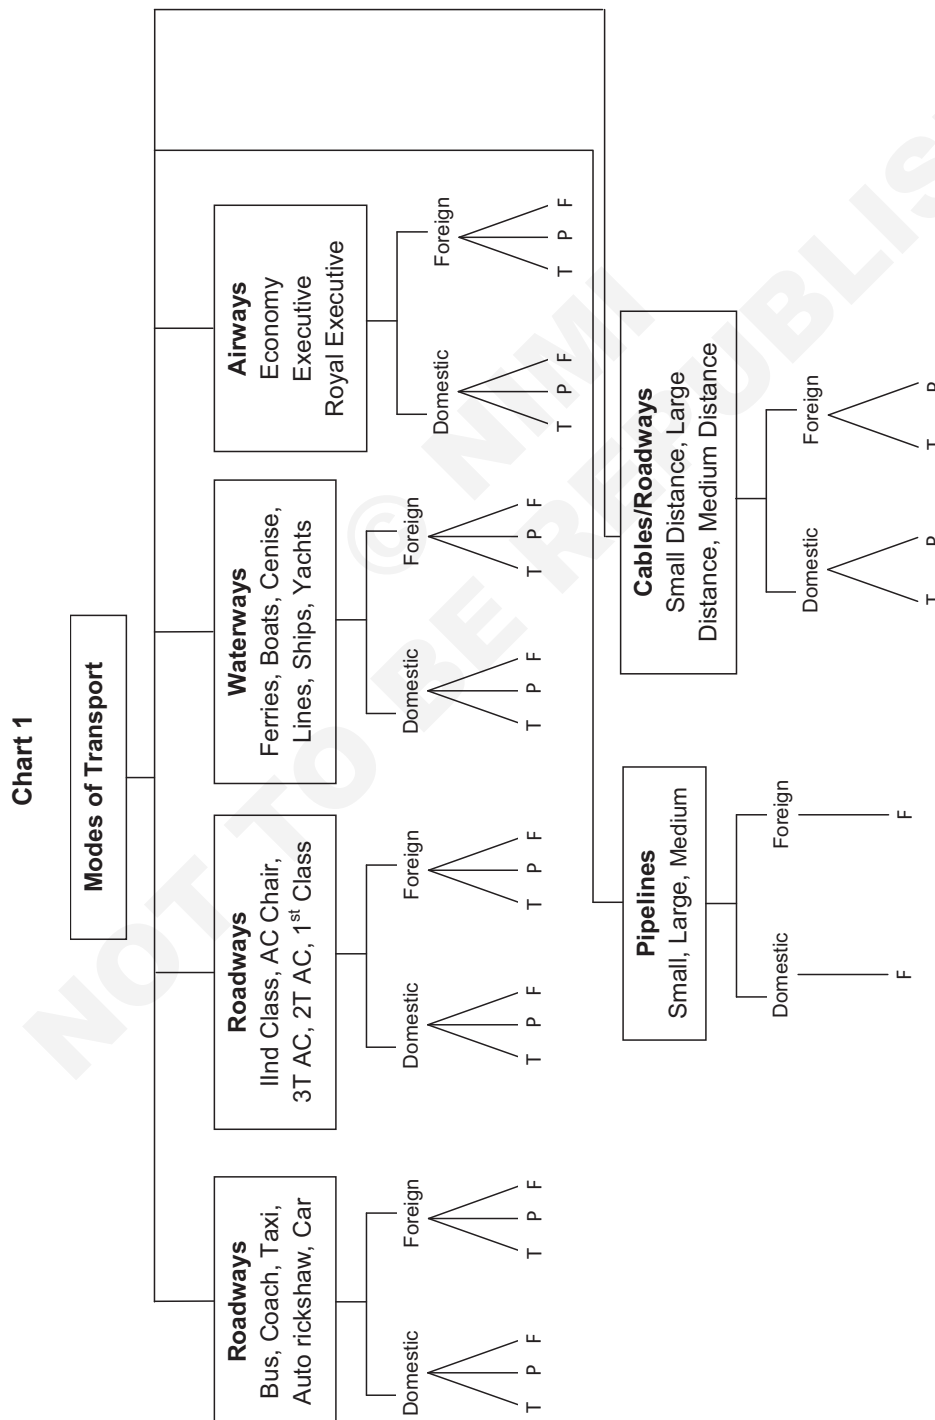 Chart 1
Modes of Transport
Roadways
Bus, Coach, Taxi,
Auto rickshaw, Car
Domestic
Foreign
T P F
T P F
Roadways
IInd Class, AC Chair,
3T AC, 2T AC, 1st Class
Domestic
Foreign
T P F
T P F
Waterways
Ferries, Boats, Cenise,
Lines, Ships, Yachts
Domestic
Foreign
T P F
T P F
Airways
Economy
Executive
Royal Executive
Domestic
Foreign
T P F
T P F
Pipelines
Small, Large, Medium
Domestic
Foreign
F
F
Cables/Roadways
Small Distance, Large
Distance, Medium Distance
Domestic
Foreign
T P
T P
© NIMI
NOT TO BE REPUBLIS